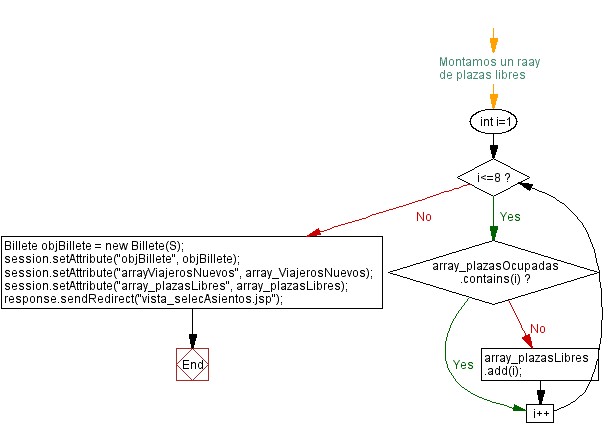 Montamos un raay
de plazas libres
int i=1
i<=8 ?
No
Yes
Billete objBillete = new Billete(S);
session.setAttribute("objBillete", objBillete);
session.setAttribute("arrayViajerosNuevos", array_ViajerosNuevos);
session.setAttribute("array_plazasLibres", array_plazasLibres);
response.sendRedirect("vista_selecAsientos.jsp");
array_plazasOcupadas
.contains(i) ?
No
Yes
End
array_plazasLibres
.add(i);
i++